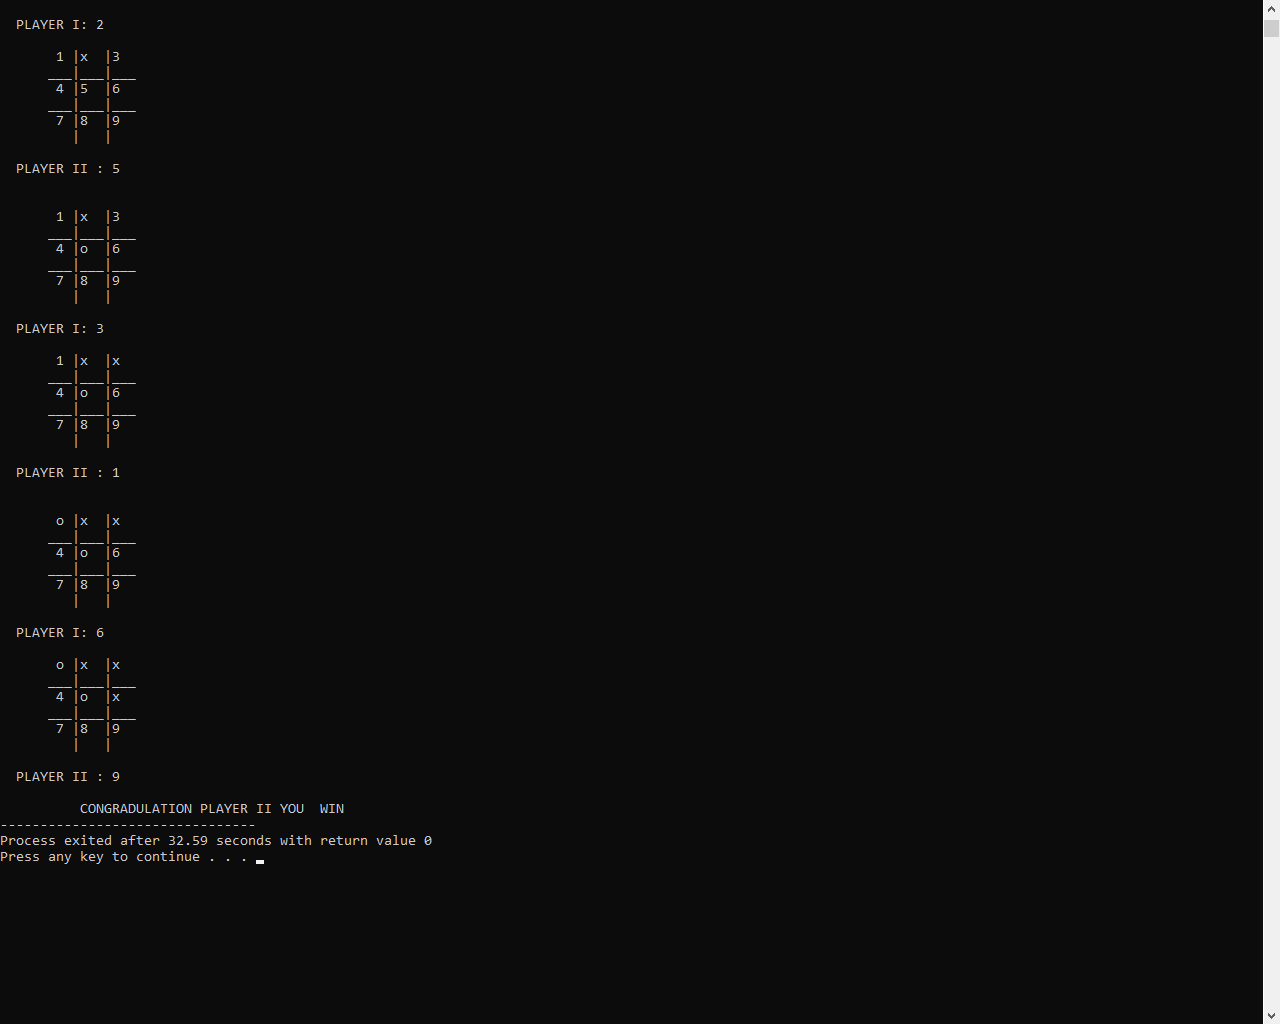 PLAYER I: 2
1 |x  |3
___|___|___
4 |5  |6
___|___|___
7 |8  |9
|   |
PLAYER II : 5
1 |x  |3
___|___|___
4 |o  |6
___|___|___
7 |8  |9
|   |
PLAYER I: 3
1 |x  |x
___|___|___
4 |o  |6
___|___|___
7 |8  |9
|   |
PLAYER II : 1
o |x  |x
___|___|___
4 |o  |6
___|___|___
7 |8  |9
|   |
PLAYER I: 6
o |x  |x
___|___|___
4 |o  |x
___|___|___
7 |8  |9
|   |
PLAYER II : 9
CONGRADULATION PLAYER II YOU  WIN
--------------------------------
Process exited after 32.59 seconds with return value 0
Press any key to continue . . .